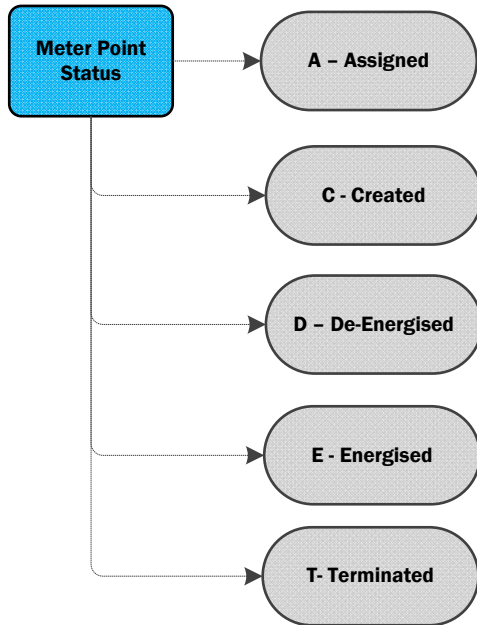 Meter Point
Status
A – Assigned
C - Created
D – De-Energised
E - Energised
T- Terminated